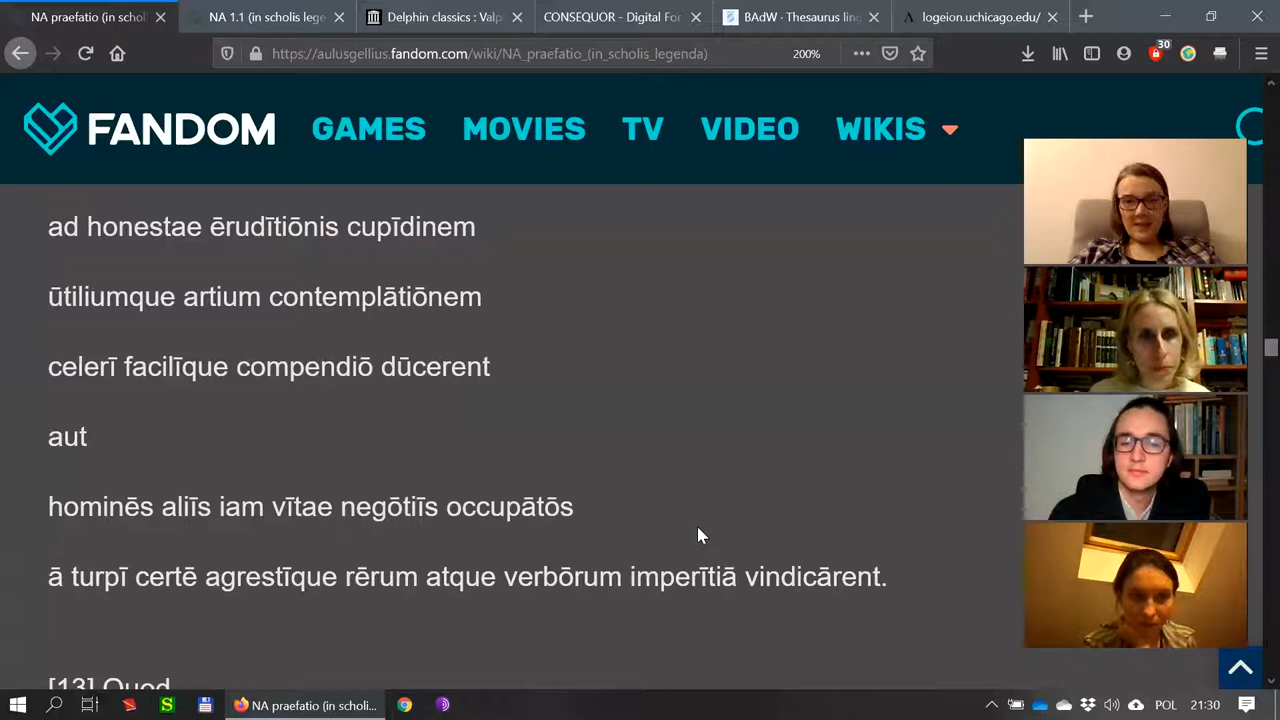 NA praefatio (in schol
NA 1.1 (in scholis lege
Delphin classics : Valp
CONSEQUOR - Digital For
BAdW · Thesaurus ling
logeion.uchicago.edu/
https://aulusgellius.fandom.com/wiki/NA_praefatio_(in_scholis_legenda)
200%
30
FANDOM
GAMES
MOVIES
TV
VIDEO
WIKIS
ad honestae ērudītiōnis cupīdinem
ūtiliumque artium contemplātiōnem
celerī facilīque compendiō dūcerent
aut
hominēs aliīs iam vītae negōtiīs occupātōs
ā turpī certē agrestīque rērum atque verbōrum imperītiā vindicārent.
[13] Quod
NA praefatio (in scholi...
POL
21:30